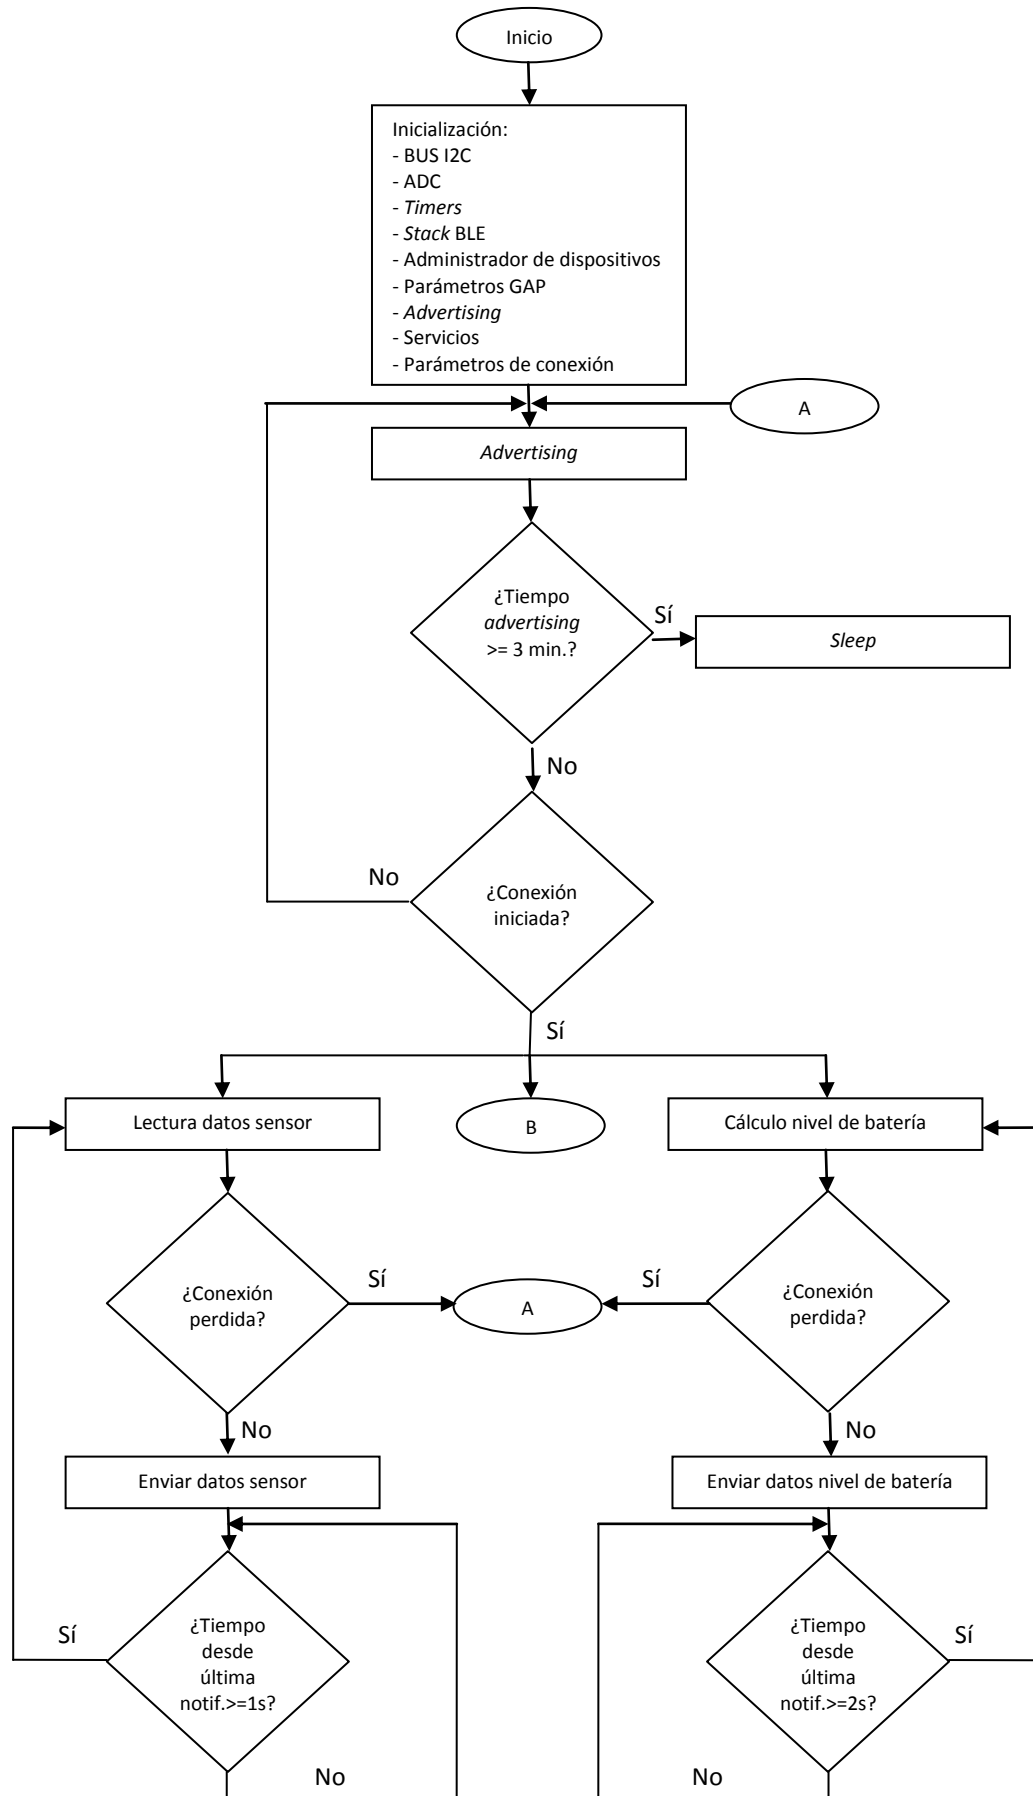 Inicio
Inicialización:
- BUS I2C
- ADC
- Timers
- Stack BLE
- Administrador de dispositivos
- Parámetros GAP
- Advertising
- Servicios
- Parámetros de conexión
A
Advertising
¿Tiempo
advertising
>= 3 min.?
Sí
Sleep
No
¿Conexión
iniciada?
No
Sí
Lectura datos sensor
B
Cálculo nivel de batería
¿Conexión
perdida?
Sí
A
Sí
¿Conexión
perdida?
No
No
Enviar datos sensor
Enviar datos nivel de batería
¿Tiempo
desde
última
notif.>=1s?
Sí
¿Tiempo
desde
última
notif.>=2s?
Sí
No
No